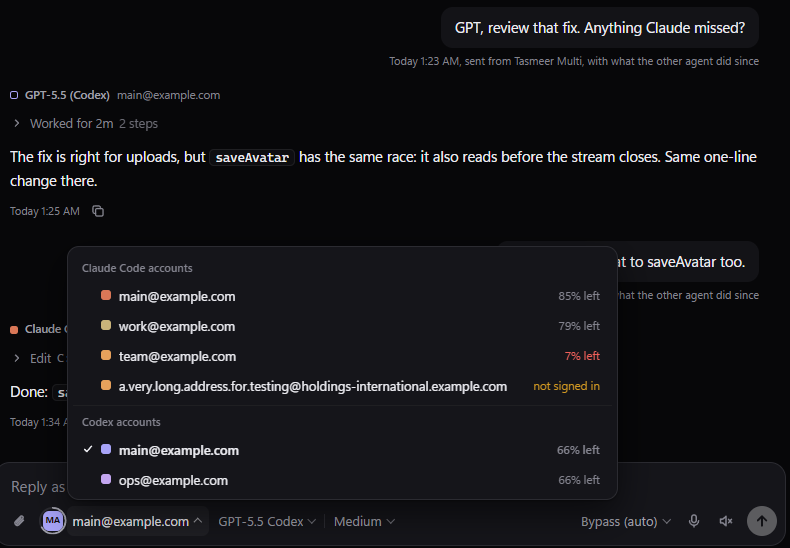 GPT, review that fix. Anything Claude missed?
Today 1:23 AM, sent from Tasmeer Multi, with what the other agent did since
GPT-5.5 (Codex) main@example.com
Worked for 2m 2 steps
The fix is right for uploads, but saveAvatar has the same race: it also reads before the stream closes. Same one-line
change there.
Today 1:25 AM
to saveAvatar too.
what the other agent did since
Claude
Edit
Done:
Today 1:34
Claude Code accounts
main@example.com 85% left
work@example.com 79% left
team@example.com 7% left
a.very.long.address.for.testing@holdings-international.example.com not signed in
Codex accounts
main@example.com 66% left
ops@example.com 66% left
Reply as
MA main@example.com GPT-5.5 Codex Medium Bypass (auto)